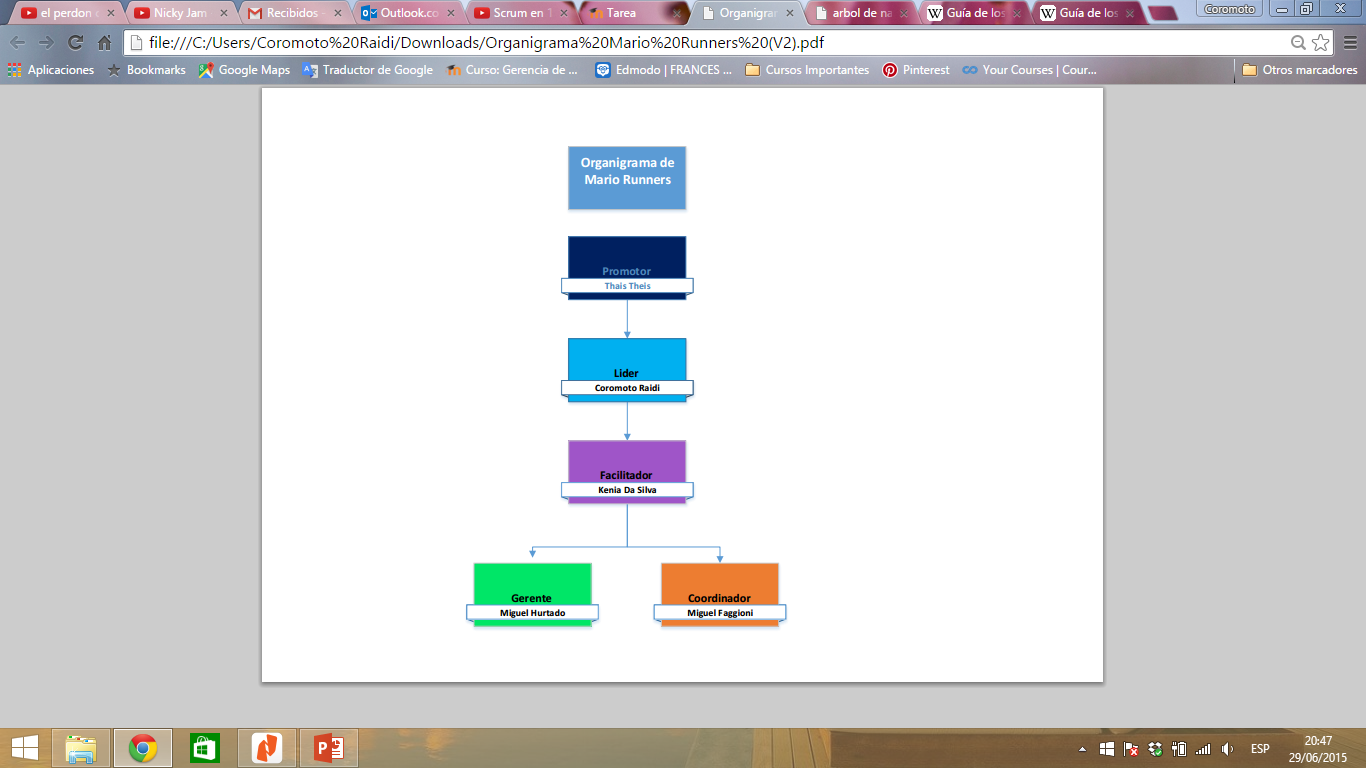 el perdon
Nicky Jam
Recibidos -
Outlook.co
Scrum en 1
Tarea
Organigra
arbol de na
Guía de los
Guía de los
Coromoto
file:///C:/Users/Coromoto%20Raidi/Downloads/Organigrama%20Mario%20Runners%20(V2).pdf
Aplicaciones
Bookmarks
Google Maps
Traductor de Google
Curso: Gerencia de ...
Edmodo | FRANCES ...
Cursos Importantes
Pinterest
Your Courses | Cour...
Otros marcadores
Organigrama de
Mario Runners
Promotor
Thais Theis
Lider
Coromoto Raidi
Facilitador
Kenia Da Silva
Gerente
Miguel Hurtado
Coordinador
Miguel Faggioni
ESP
20:47
29/06/2015